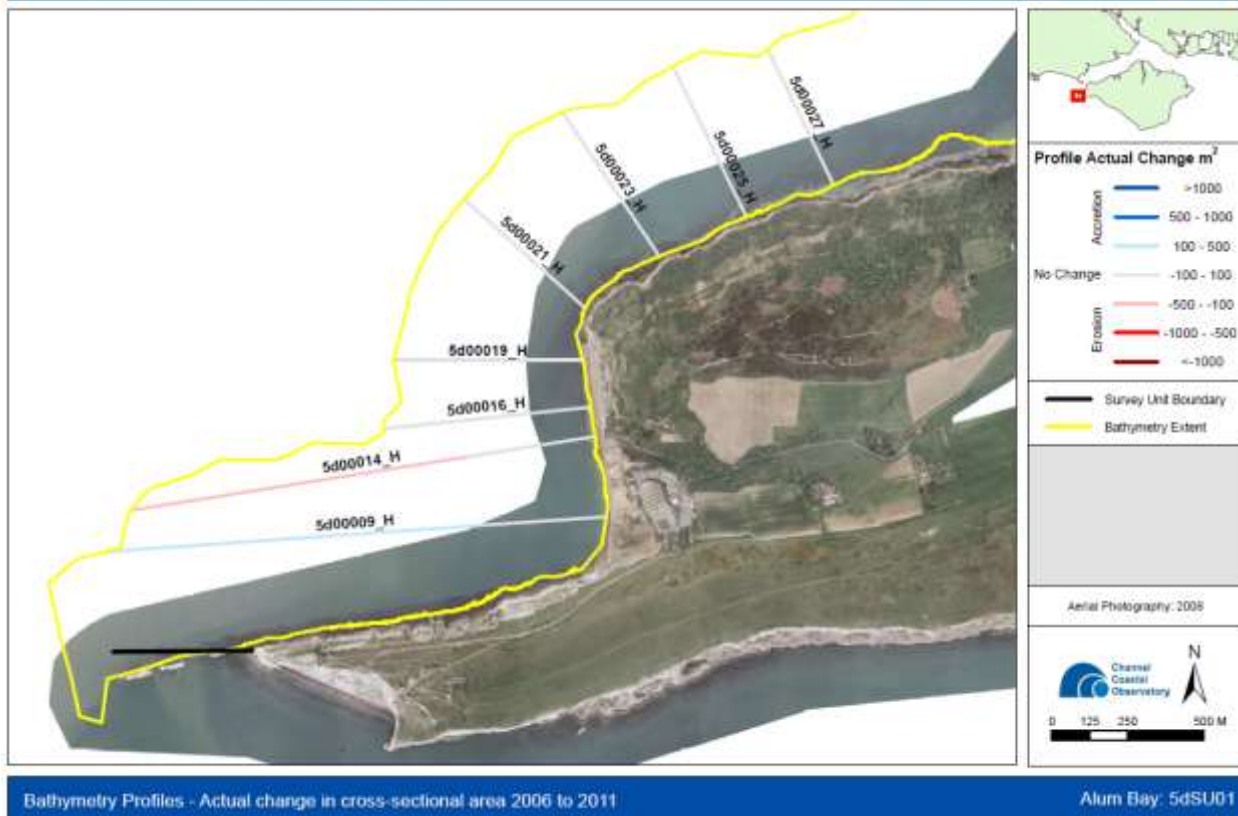 5d00027_H
5d00025_H
5d00023_H
5d00021_H
5d00019_H
5d00016_H
5d00014_H
5d00009_H
Profile Actual Change m²
Accretion
>1000
500 - 1000
100 - 500
No Change
-100 - 100
Erosion
-500 - -100
-1000 - -500
<-1000
Survey Unit Boundary
Bathymetry Extent
Aerial Photography: 2008
Channel
Coastal
Observatory
N
0 125 250 500 M
Bathymetry Profiles - Actual change in cross-sectional area 2006 to 2011
Alum Bay: 5dSU01